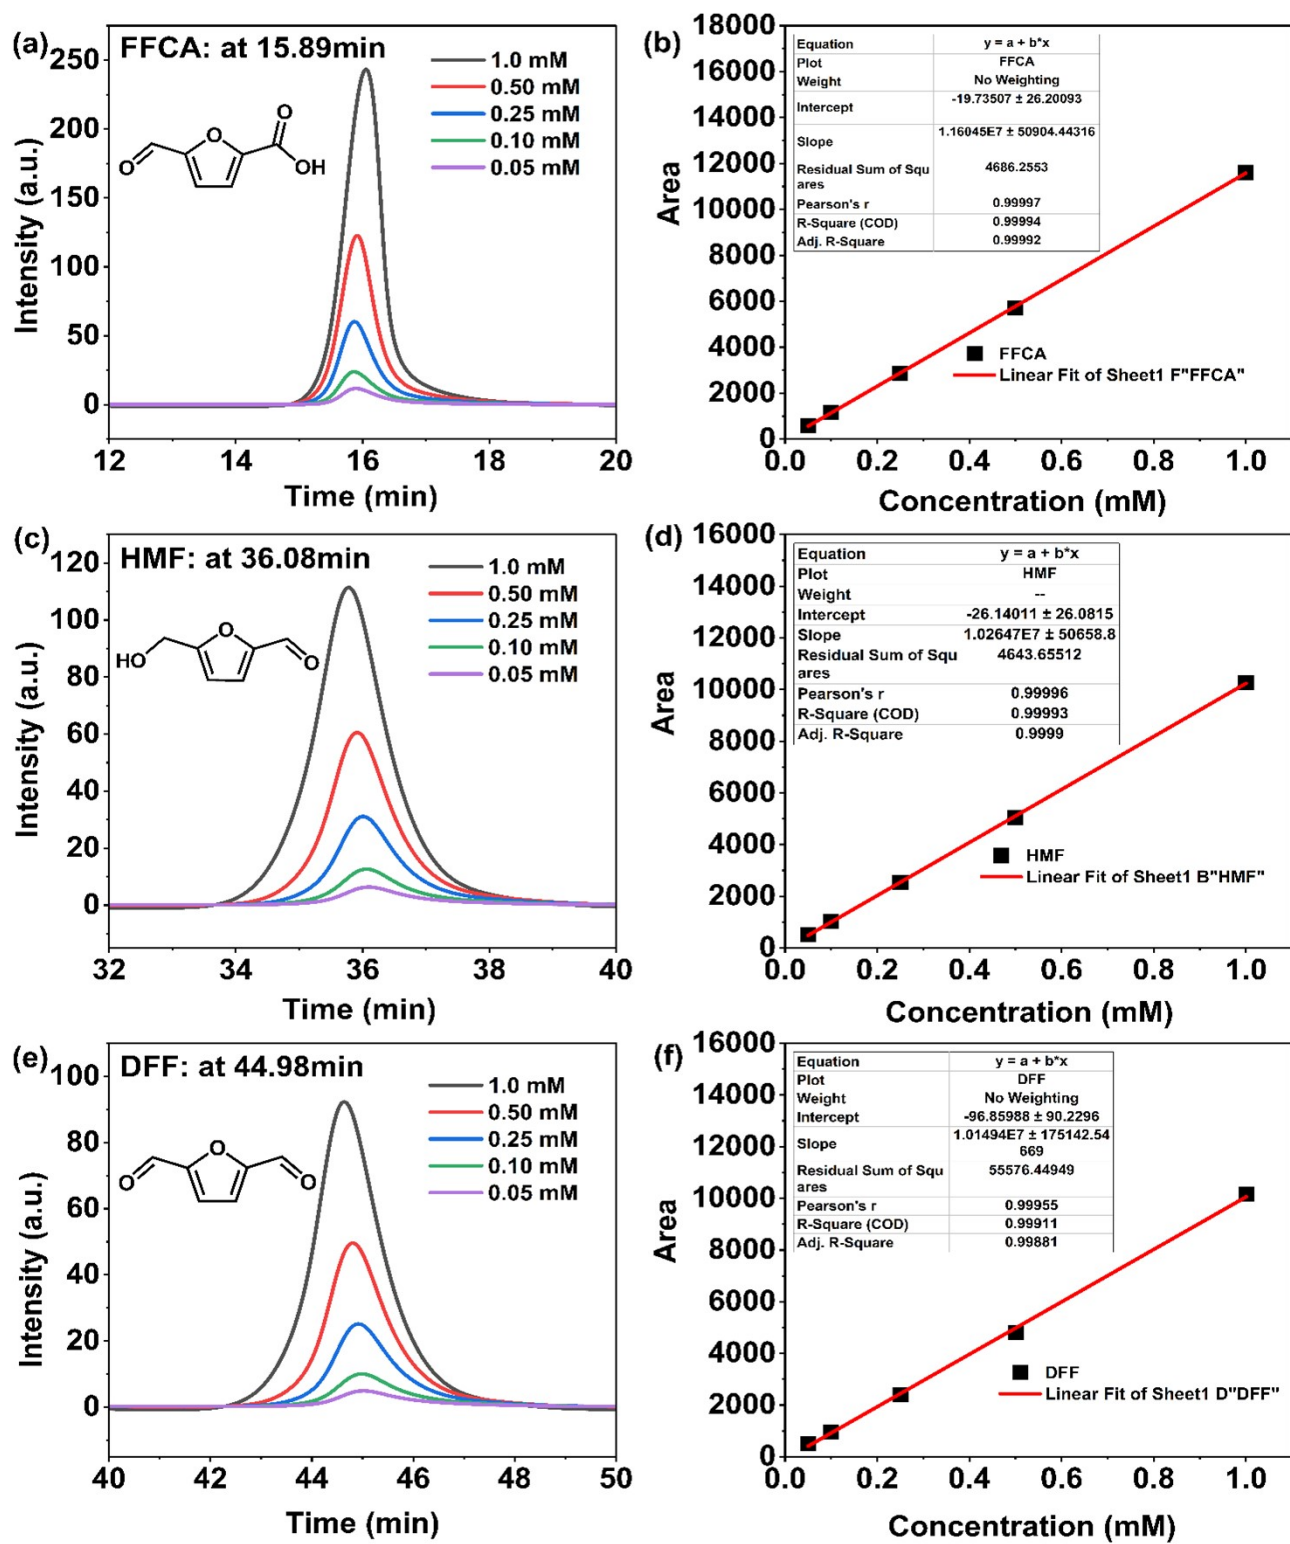 (a)
FFCA: at 15.89min
1.0 mM
0.50 mM
0.25 mM
0.10 mM
0.05 mM
O
O
O
OH
Intensity (a.u.)
250
200
150
100
50
0
12 14 16 18 20
Time (min)
(b)
Equation y = a + b*x
Plot FFCA
Weight No Weighting
Intercept -19.73507 ± 26.20093
Slope 1.16045E7 ± 50904.44316
Residual Sum of Squ
ares 4686.2553
Pearson's r 0.99997
R-Square (COD) 0.99994
Adj. R-Square 0.99992
Area
18000
16000
14000
12000
10000
8000
6000
4000
2000
0
FFCA
Linear Fit of Sheet1 F"FFCA"
0.0 0.2 0.4 0.6 0.8 1.0
Concentration (mM)
(c)
HMF: at 36.08min
1.0 mM
0.50 mM
0.25 mM
0.10 mM
0.05 mM
HO
O
O
Intensity (a.u.)
120
100
80
60
40
20
0
32 34 36 38 40
Time (min)
(d)
Equation y = a + b*x
Plot HMF
Weight --
Intercept -26.14011 ± 26.0815
Slope 1.02647E7 ± 50658.8
Residual Sum of Squ
ares 4643.65512
Pearson's r 0.99996
R-Square (COD) 0.99993
Adj. R-Square 0.9999
Area
16000
14000
12000
10000
8000
6000
4000
2000
0
HMF
Linear Fit of Sheet1 B"HMF"
0.0 0.2 0.4 0.6 0.8 1.0
Concentration (mM)
(e)
DFF: at 44.98min
1.0 mM
0.50 mM
0.25 mM
0.10 mM
0.05 mM
O
O
O
Intensity (a.u.)
100
80
60
40
20
0
40 42 44 46 48 50
Time (min)
(f)
Equation y = a + b*x
Plot DFF
Weight No Weighting
Intercept -96.85988 ± 90.2296
Slope 1.01494E7 ± 175142.54
669
Residual Sum of Squ
ares 55576.44949
Pearson's r 0.99955
R-Square (COD) 0.99911
Adj. R-Square 0.99881
Area
16000
14000
12000
10000
8000
6000
4000
2000
0
DFF
Linear Fit of Sheet1 D"DFF"
0.0 0.2 0.4 0.6 0.8 1.0
Concentration (mM)